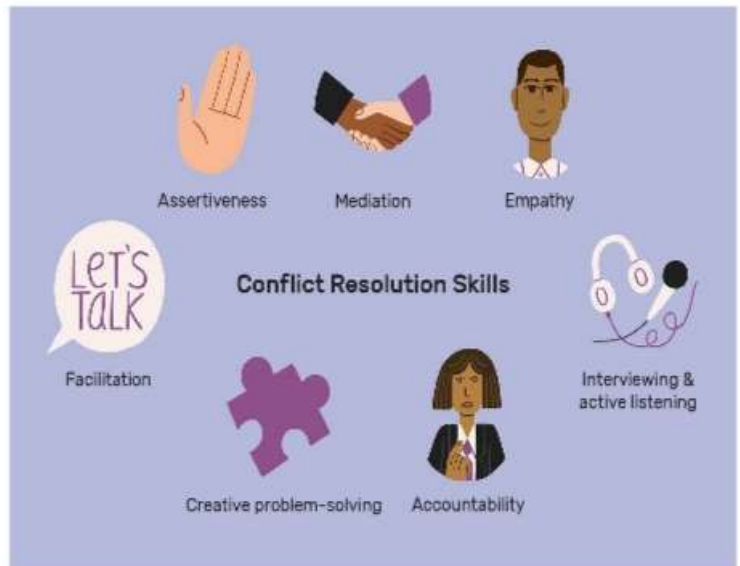 Assertiveness
Mediation
Empathy
LET'S
TALK
Conflict Resolution Skills
Facilitation
Interviewing &
active listening
Creative problem-solving
Accountability